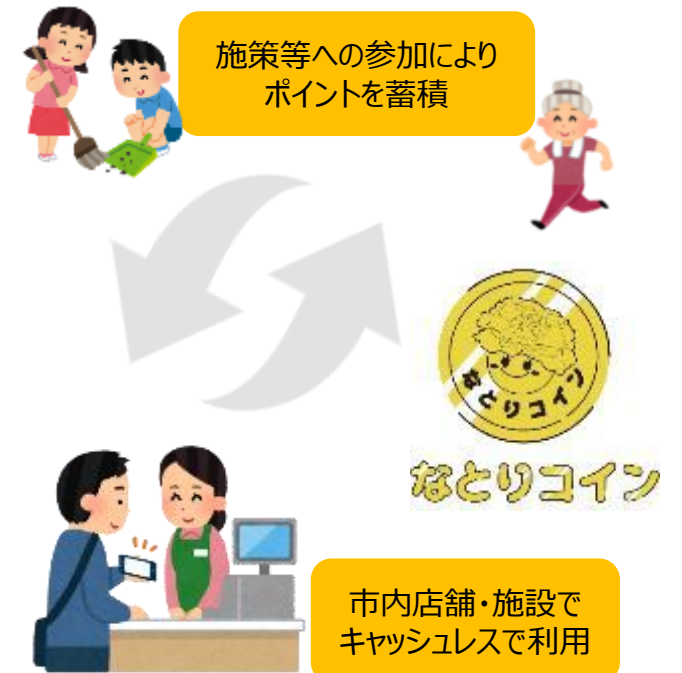 施策等への参加により
ポイントを蓄積
なとりコイン
なとりコイン
市内店舗・施設で
キャッシュレスで利用